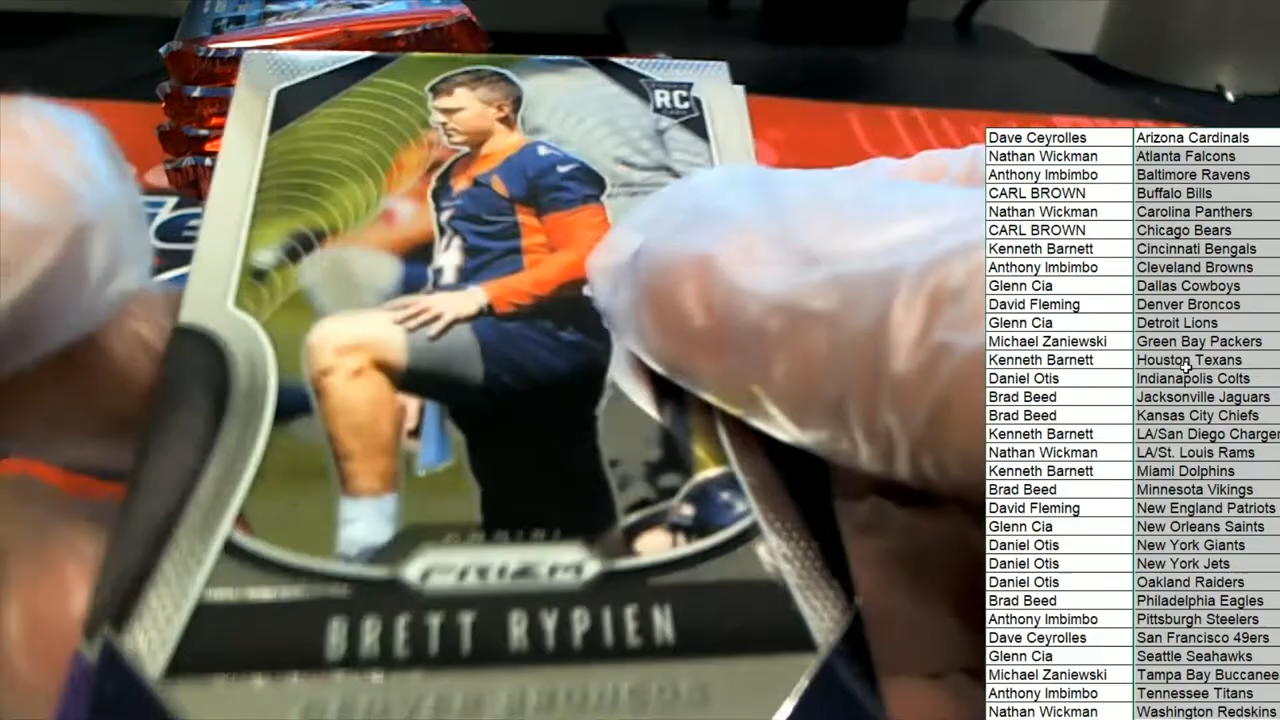 RC
PANINI
PRIZM
BRETT RYPIEN
DENVER BRONCOS
Dave Ceyrolles Arizona Cardinals
Nathan Wickman Atlanta Falcons
Anthony Imbimbo Baltimore Ravens
CARL BROWN Buffalo Bills
Nathan Wickman Carolina Panthers
CARL BROWN Chicago Bears
Kenneth Barnett Cincinnati Bengals
Anthony Imbimbo Cleveland Browns
Glenn Cia Dallas Cowboys
David Fleming Denver Broncos
Glenn Cia Detroit Lions
Michael Zaniewski Green Bay Packers
Kenneth Barnett Houston Texans
Daniel Otis Indianapolis Colts
Brad Beed Jacksonville Jaguars
Brad Beed Kansas City Chiefs
Kenneth Barnett LA/San Diego Charger
Nathan Wickman LA/St. Louis Rams
Kenneth Barnett Miami Dolphins
Brad Beed Minnesota Vikings
David Fleming New England Patriots
Glenn Cia New Orleans Saints
Daniel Otis New York Giants
Daniel Otis New York Jets
Daniel Otis Oakland Raiders
Brad Beed Philadelphia Eagles
Anthony Imbimbo Pittsburgh Steelers
Dave Ceyrolles San Francisco 49ers
Glenn Cia Seattle Seahawks
Michael Zaniewski Tampa Bay Buccanee
Anthony Imbimbo Tennessee Titans
Nathan Wickman Washington Redskins